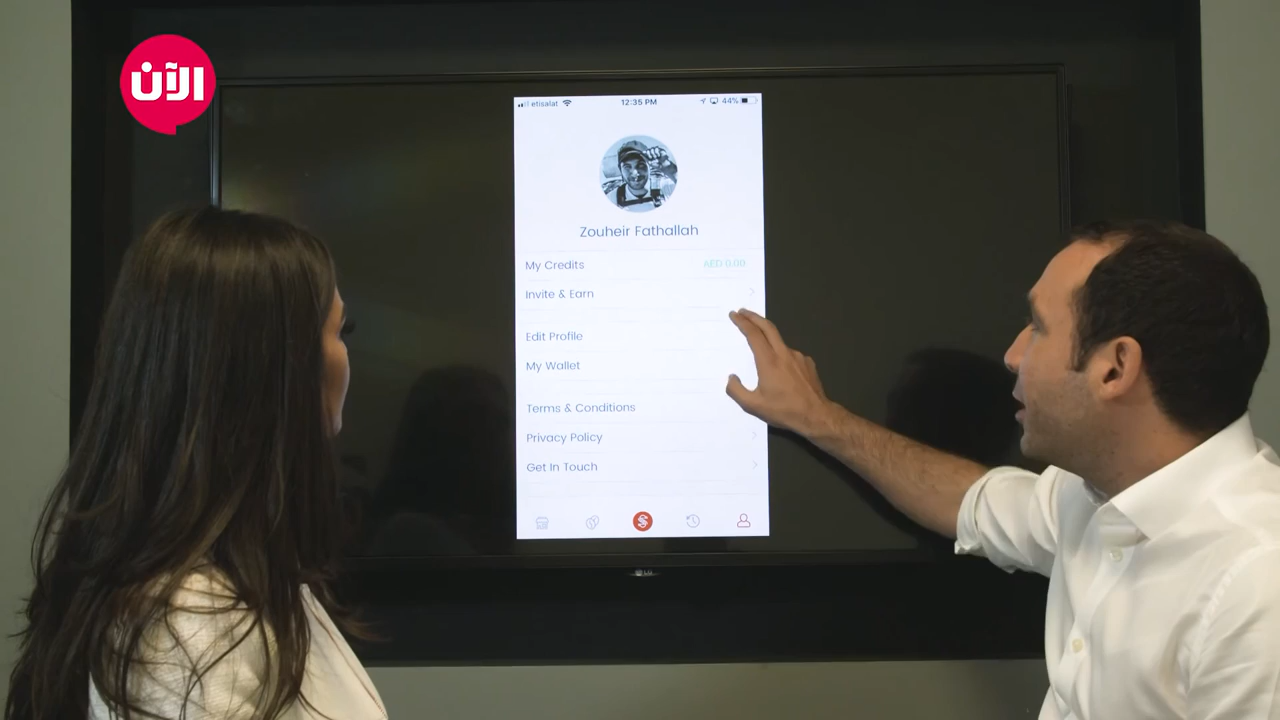 الآن
etisalat
12:35 PM
44%
Zouheir Fathallah
My Credits
AED 0.00
Invite & Earn
Edit Profile
My Wallet
Terms & Conditions
Privacy Policy
Get In Touch
LG